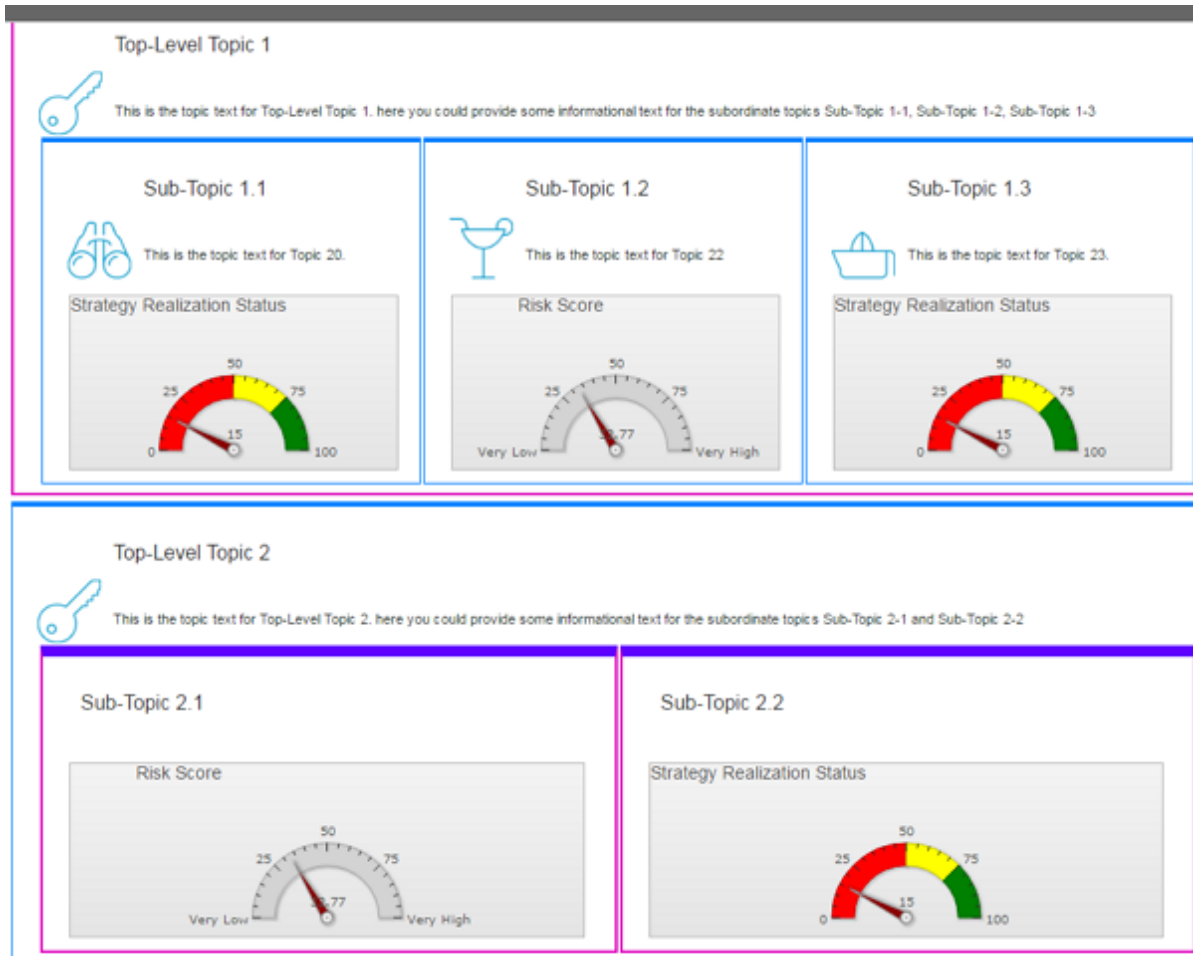 Top-Level Topic 1
This is the topic text for Top-Level Topic 1. here you could provide some informational text for the subordinate topics Sub-Topic 1-1, Sub-Topic 1-2, Sub-Topic 1-3
Sub-Topic 1.1
This is the topic text for Topic 20.
Strategy Realization Status
0
25
50
75
100
15
Sub-Topic 1.2
This is the topic text for Topic 22
Risk Score
Very Low
25
50
75
Very High
Sub-Topic 1.3
This is the topic text for Topic 23.
Strategy Realization Status
0
25
50
75
100
15
Top-Level Topic 2
This is the topic text for Top-Level Topic 2. here you could provide some informational text for the subordinate topics Sub-Topic 2-1 and Sub-Topic 2-2
Sub-Topic 2.1
Risk Score
Very Low
25
50
75
Very High
Sub-Topic 2.2
Strategy Realization Status
0
25
50
75
100
15